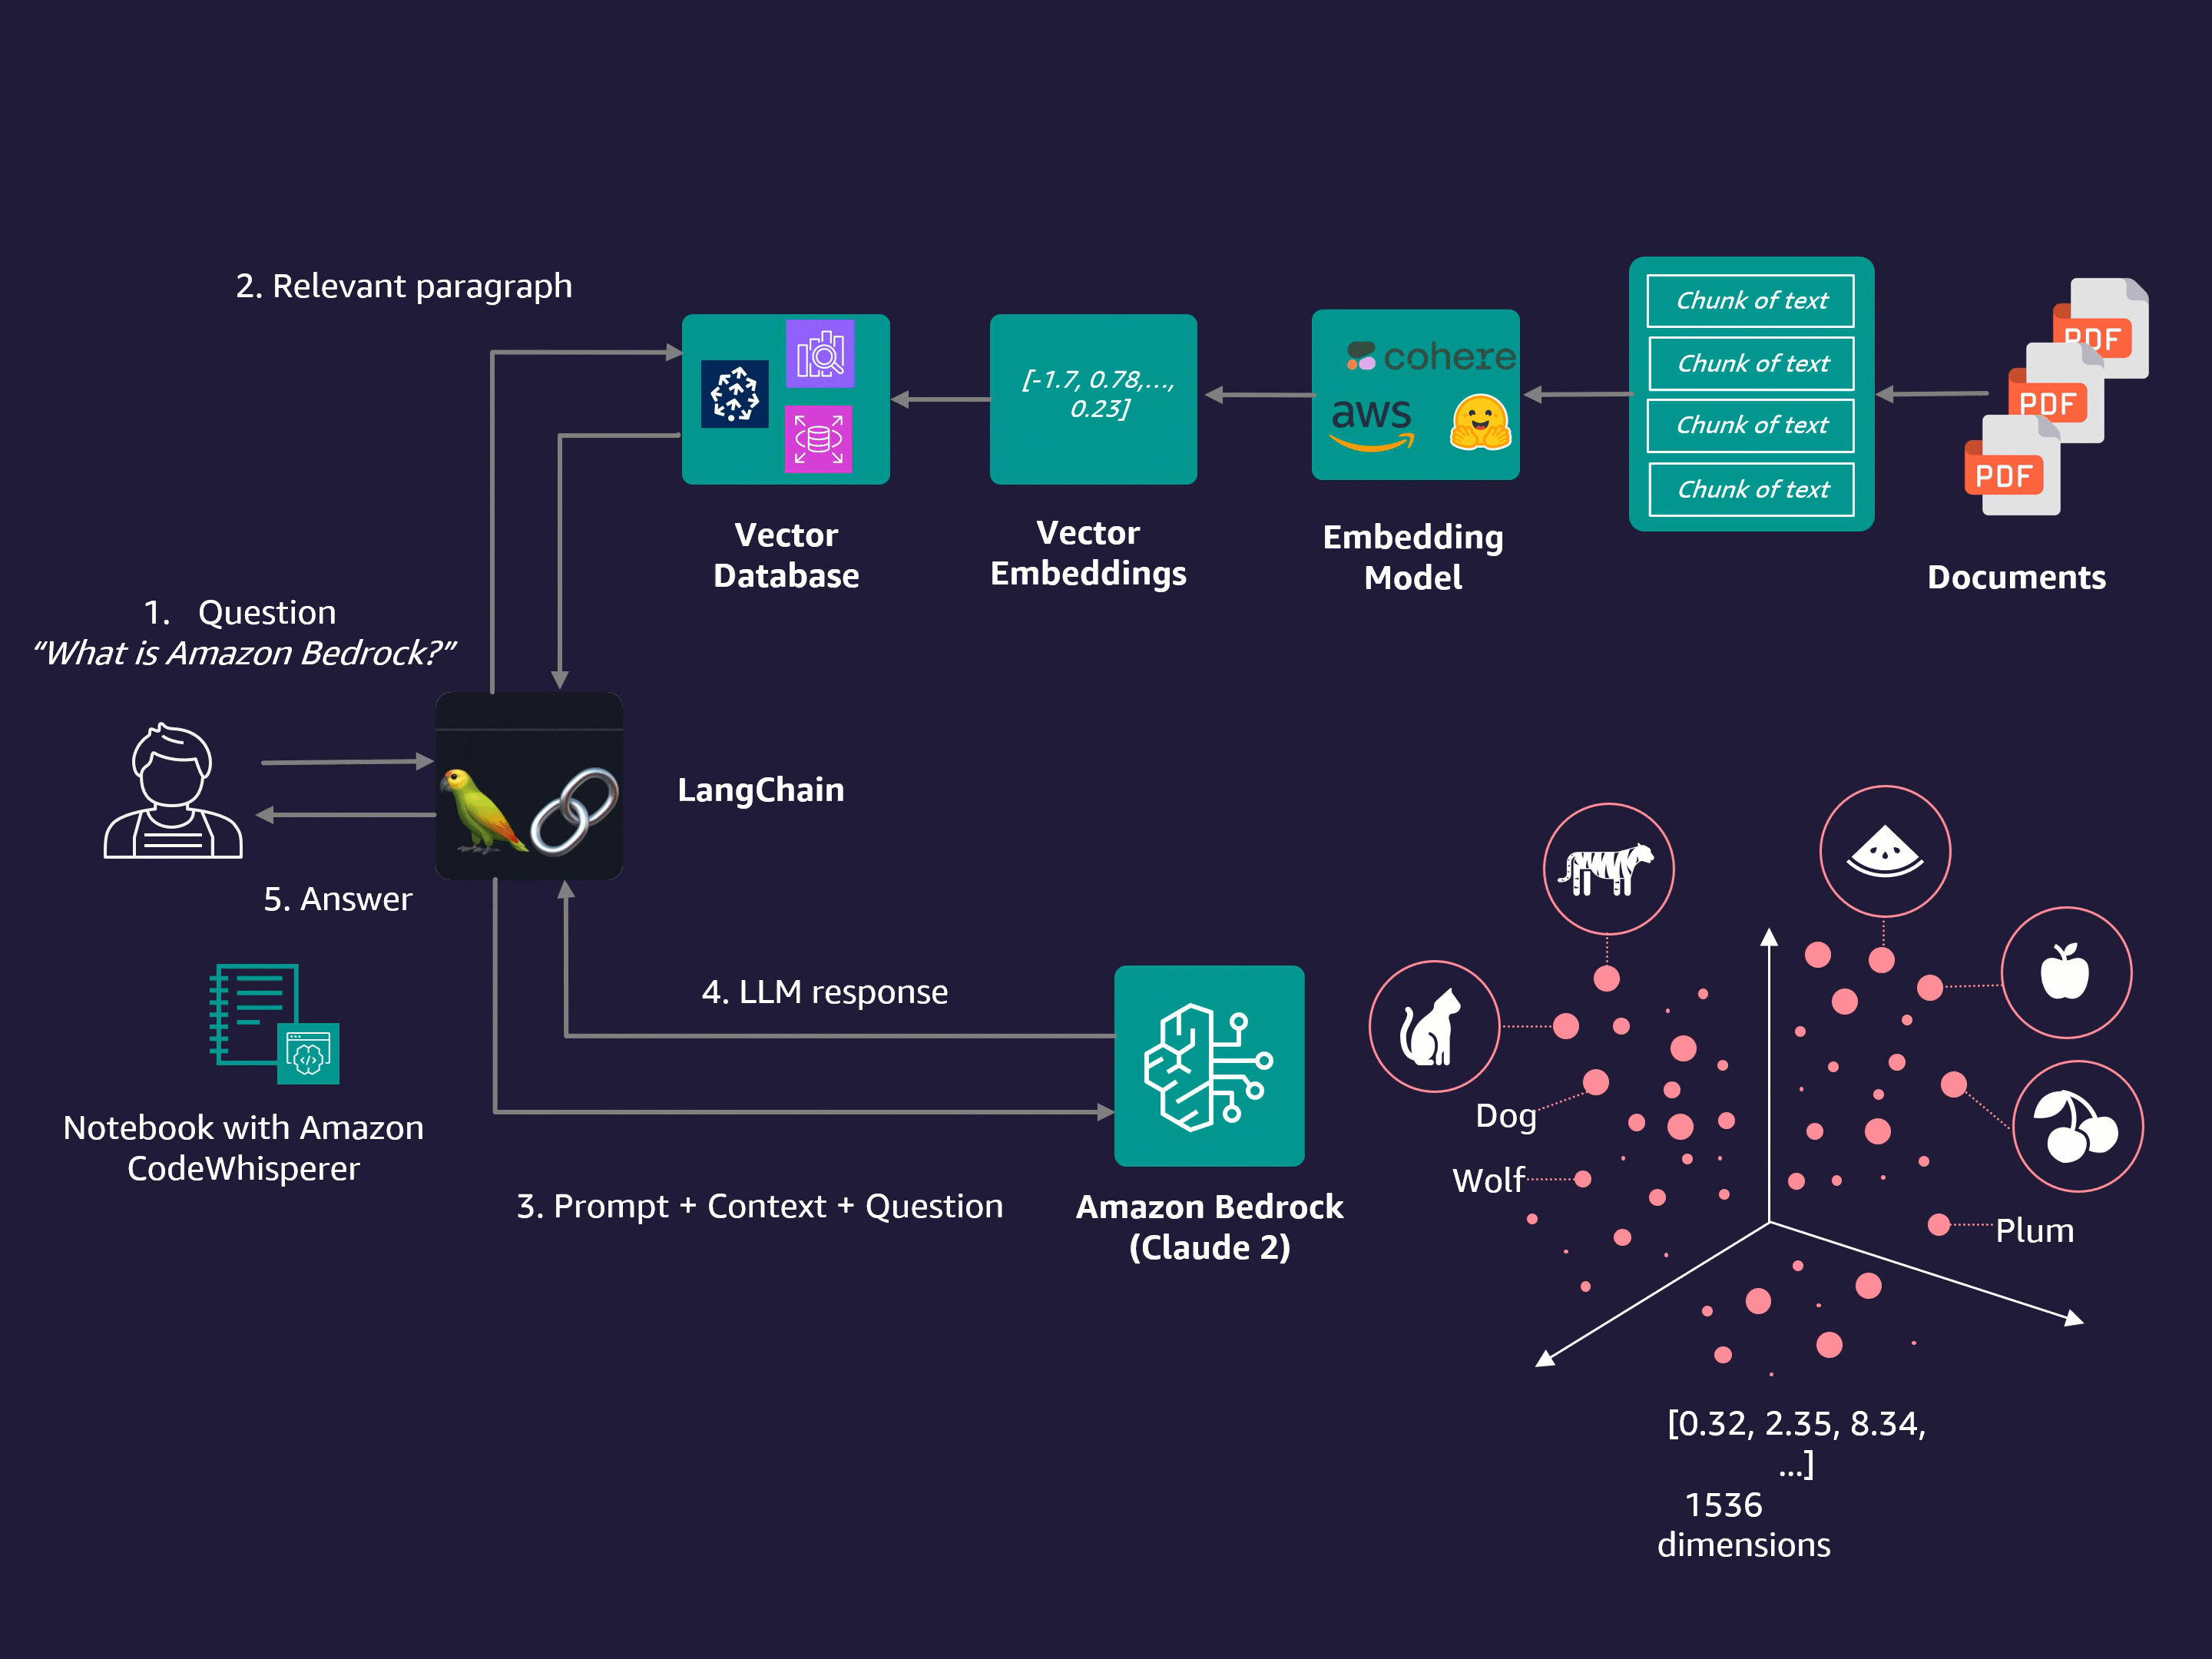 2. Relevant paragraph
cohere
aws
[-1.7, 0.78,...,
0.23]
Chunk of text
Chunk of text
Chunk of text
Chunk of text
PDF
PDF
PDF
Vector
Database
Vector
Embeddings
Embedding
Model
Documents
1. Question
“What is Amazon Bedrock?”
LangChain
5. Answer
4. LLM response
Notebook with Amazon
CodeWhisperer
3. Prompt + Context + Question
Amazon Bedrock
(Claude 2)
Dog
Wolf
Plum
[0.32, 2.35, 8.34,
...]
1536
dimensions